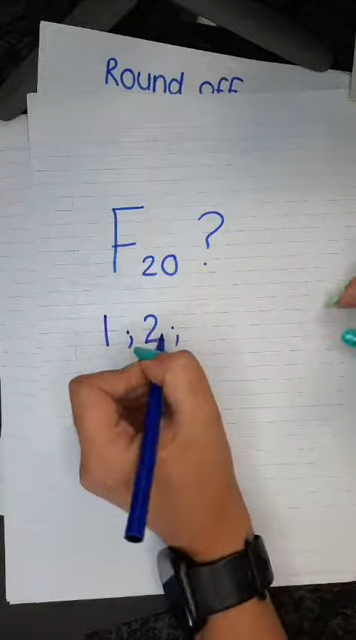 Round off
F₂₀ ?
1 ; 2 ;